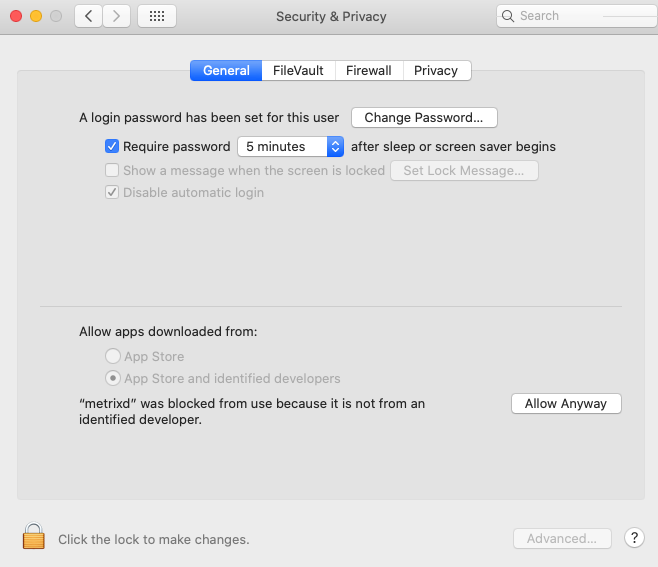 Security & Privacy
Search
General FileVault Firewall Privacy
A login password has been set for this user Change Password...
Require password 5 minutes after sleep or screen saver begins
Show a message when the screen is locked Set Lock Message...
Disable automatic login
Allow apps downloaded from:
App Store
App Store and identified developers
“metrixd” was blocked from use because it is not from an Allow Anyway
identified developer.
Click the lock to make changes. Advanced... ?